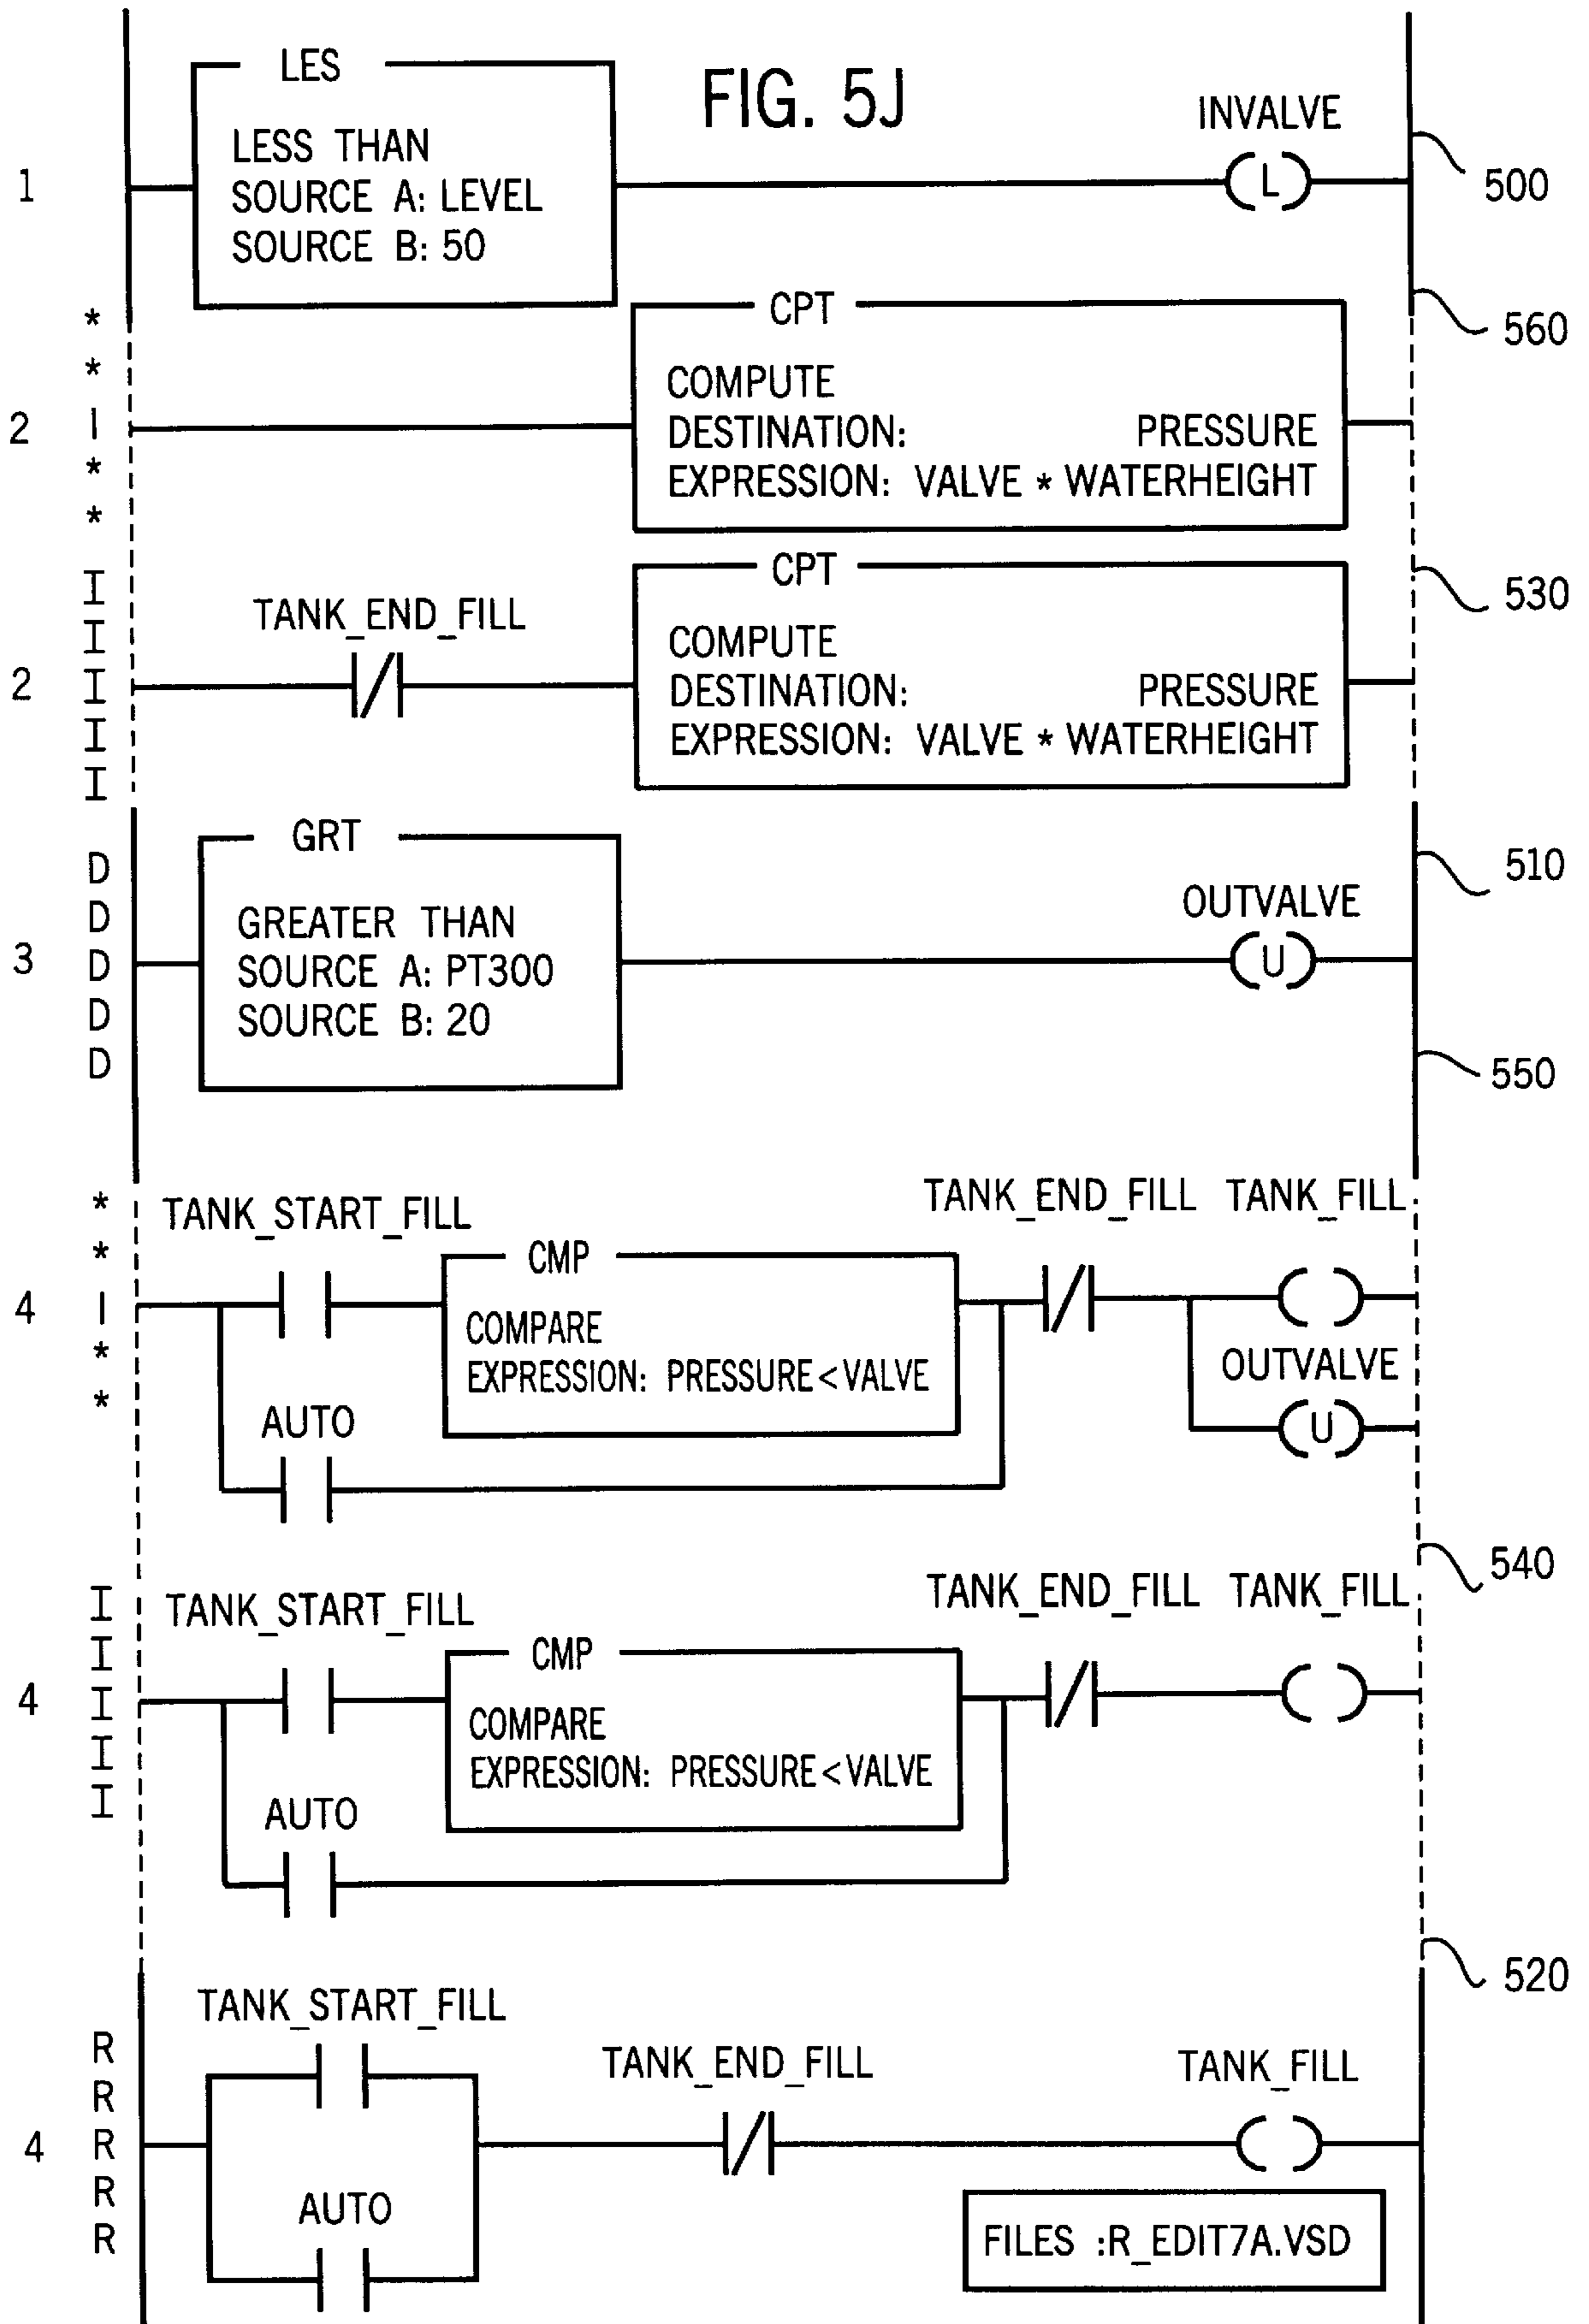 FIG. 5J
LES
LESS THAN
SOURCE A: LEVEL
SOURCE B: 50
INVALVE
L
1
500
560
*
*
I
*
*
2
CPT
COMPUTE
DESTINATION: PRESSURE
EXPRESSION: VALVE * WATERHEIGHT
530
I
I
I
I
I
2
TANK_END_FILL
CPT
COMPUTE
DESTINATION: PRESSURE
EXPRESSION: VALVE * WATERHEIGHT
510
D
D
D
D
D
3
GRT
GREATER THAN
SOURCE A: PT300
SOURCE B: 20
OUTVALVE
U
550
*
*
I
*
*
4
TANK_START_FILL
CMP
COMPARE
EXPRESSION: PRESSURE<VALVE
AUTO
TANK_END_FILL TANK_FILL
OUTVALVE
U
540
I
I
I
I
I
4
TANK_START_FILL
CMP
COMPARE
EXPRESSION: PRESSURE<VALVE
AUTO
TANK_END_FILL TANK_FILL
520
R
R
R
R
R
4
TANK_START_FILL
AUTO
TANK_END_FILL
TANK_FILL
FILES :R_EDIT7A.VSD